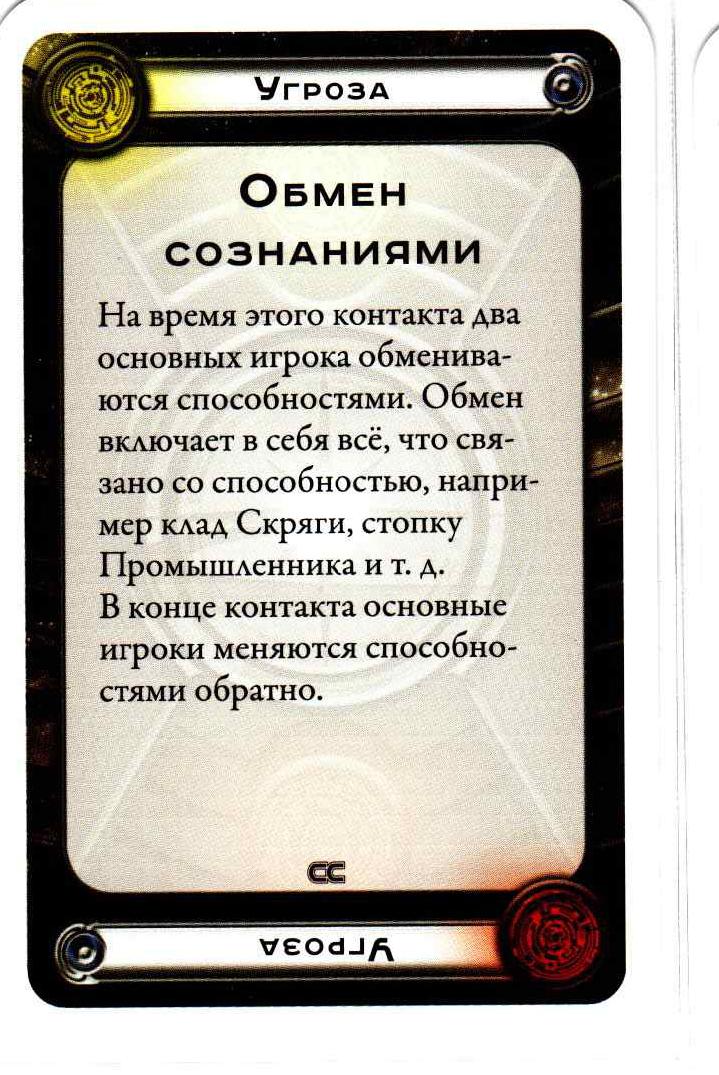 Угроза
Обмен
сознаниями
На время этого контакта два
основных игрока обменива-
ются способностями. Обмен
включает в себя всё, что свя-
зано со способностью, напри-
мер клад Скряги, стопку
Промышленника и т. д.
В конце контакта основные
игроки меняются способно-
стями обратно.
CC
Угроза